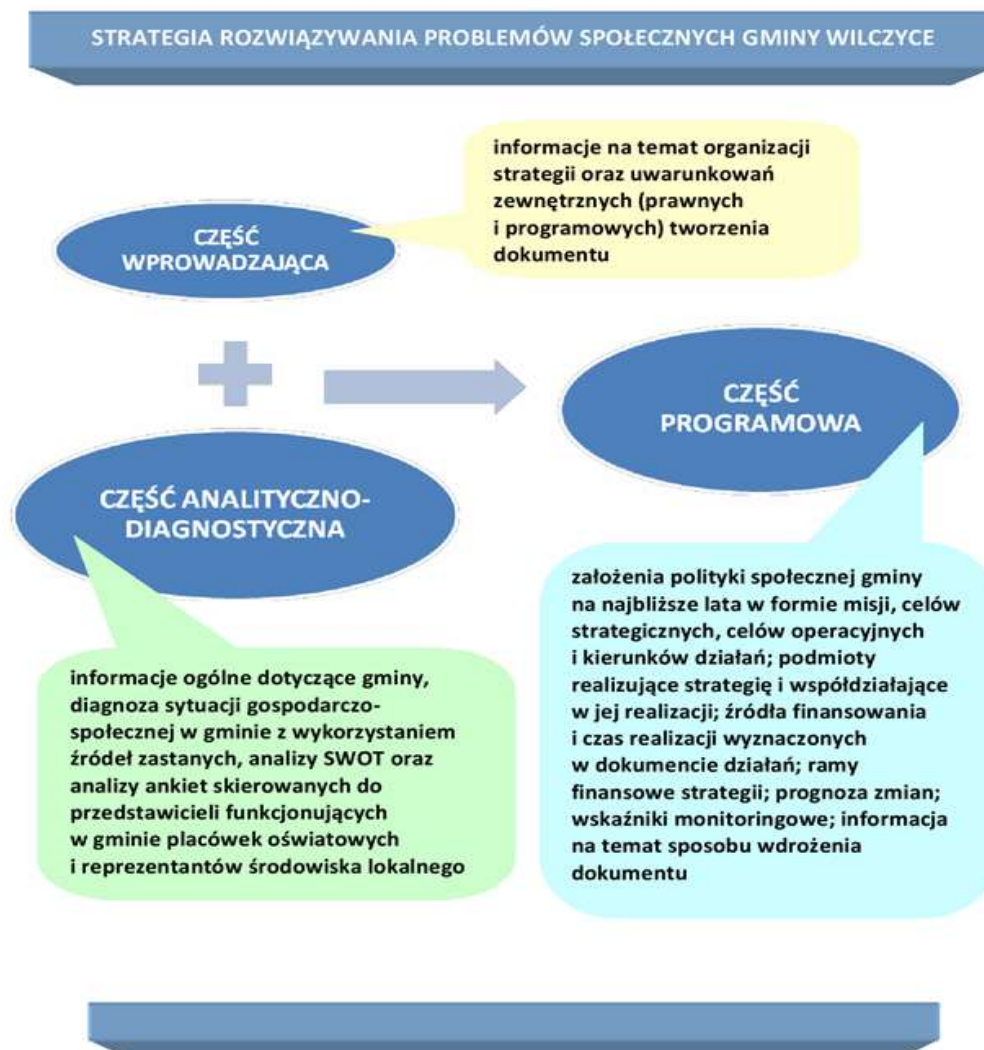 STRATEGIA ROZWIĄZYWANIA PROBLEMÓW SPOŁECZNYCH GMINY WILCZYCE
informacje na temat organizacji
strategii oraz uwarunkowań
zewnętrznych (prawnych
i programowych) tworzenia
dokumentu
CZĘŚĆ
WPROWADZAJĄCA
CZĘŚĆ
PROGRAMOWA
CZĘŚĆ ANALITYCZNO-
DIAGNOSTYCZNA
założenia polityki społecznej gminy
na najbliższe lata w formie misji, celów
strategicznych, celów operacyjnych
i kierunków działań; podmioty
realizujące strategię i współdziałające
w jej realizacji; źródła finansowania
i czas realizacji wyznaczonych
w dokumencie działań; ramy
finansowe strategii; prognoza zmian;
wskaźniki monitoringowe; informacja
na temat sposobu wdrożenia
dokumentu
informacje ogólne dotyczące gminy,
diagnoza sytuacji gospodarczo-
społecznej w gminie z wykorzystaniem
źródeł zastanych, analizy SWOT oraz
analizy ankiet skierowanych do
przedstawicieli funkcjonujących
w gminie placówek oświatowych
i reprezentantów środowiska lokalnego